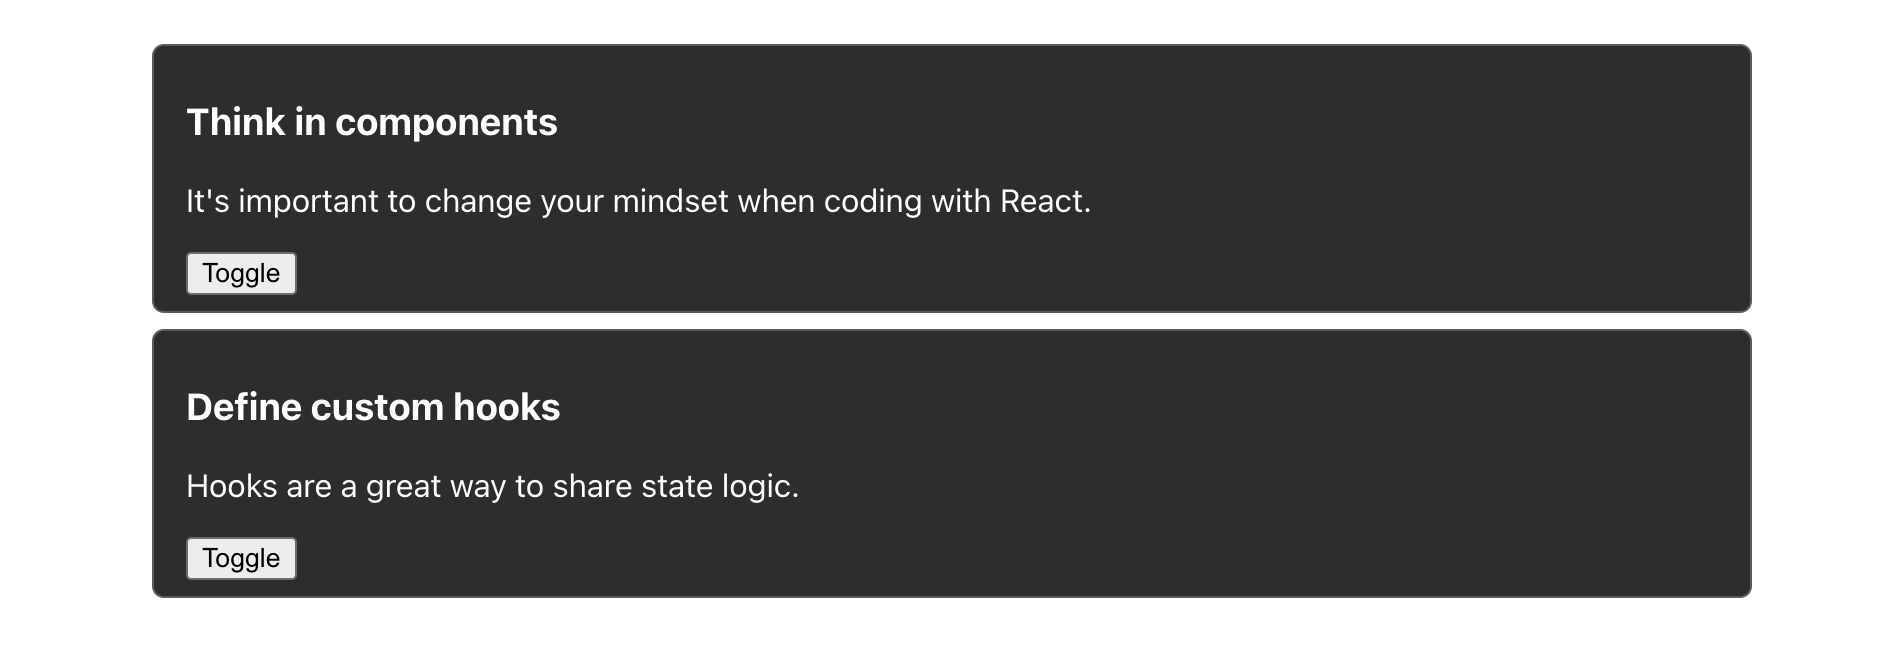 Think in components
It's important to change your mindset when coding with React.
Toggle
Define custom hooks
Hooks are a great way to share state logic.
Toggle